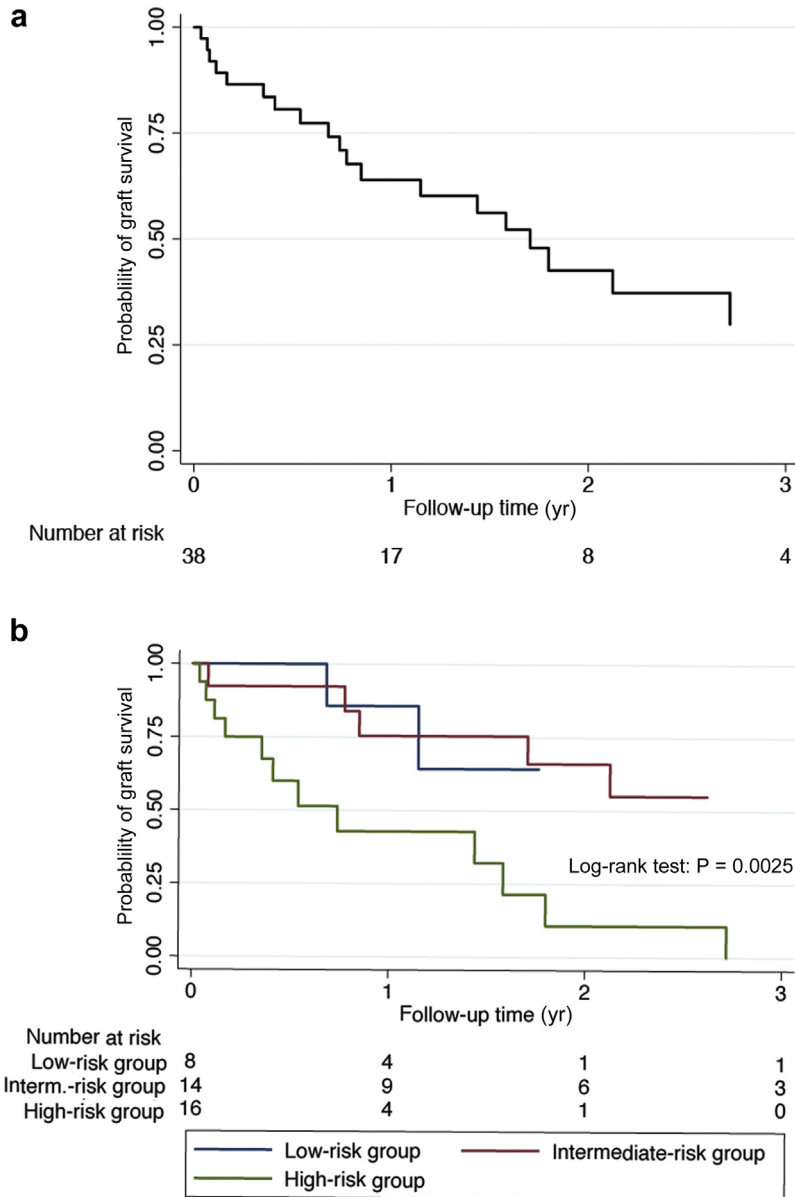 a
Probablility of graft survival
1.00
0.75
0.50
0.25
0.00
0 1 2 3
Follow-up time (yr)
Number at risk
38 17 8 4
b
Probablility of graft survival
1.00
0.75
0.50
0.25
0.00
Log-rank test: P = 0.0025
0 1 2 3
Follow-up time (yr)
Number at risk
Low-risk group 8 4 1 1
Interm.-risk group 14 9 6 3
High-risk group 16 4 1 0
Low-risk group Intermediate-risk group
High-risk group